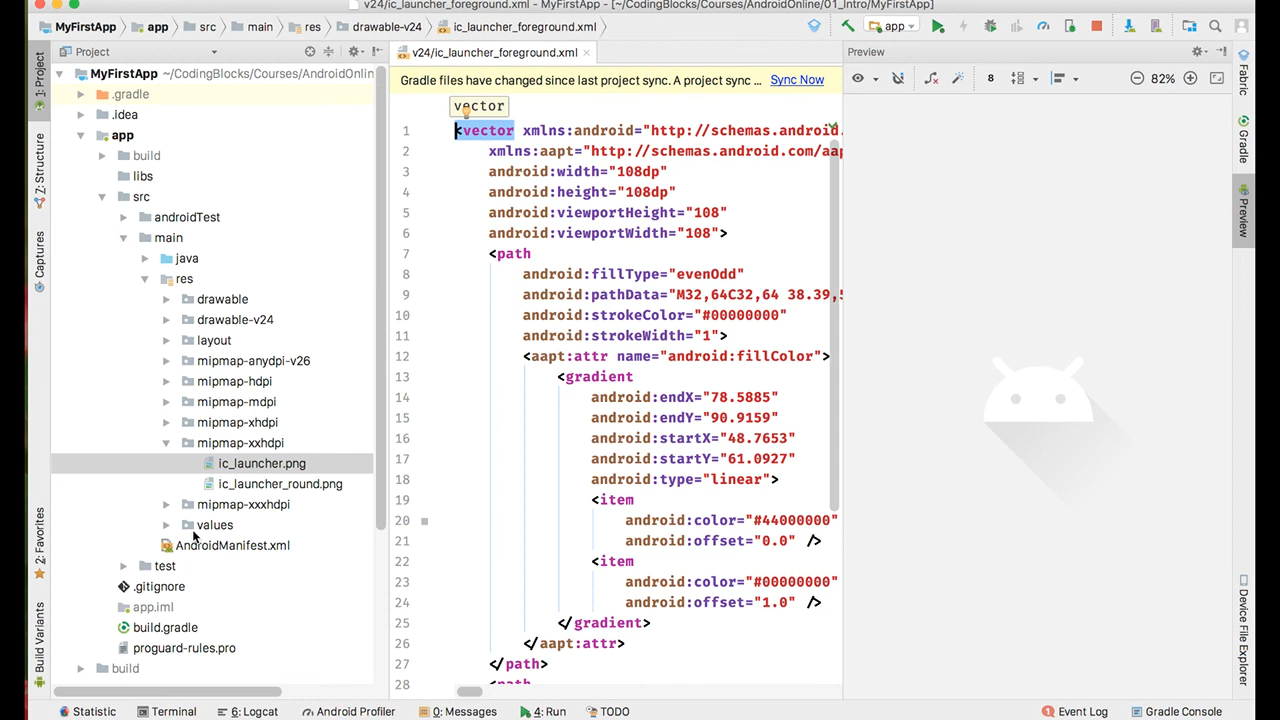 v24/ic_launcher_foreground.xml [~/CodingBlocks/Courses/AndroidOnline/01_Intro/MyFirstApp]
MyFirstApp
app
src
main
res
drawable-v24
ic_launcher_foreground.xml
app
Project
v24/ic_launcher_foreground.xml
Preview
MyFirstApp ~/CodingBlocks/Courses/AndroidOnlin
.gradle
.idea
app
build
libs
src
androidTest
main
java
res
drawable
drawable-v24
layout
mipmap-anydpi-v26
mipmap-hdpi
mipmap-mdpi
mipmap-xhdpi
mipmap-xxhdpi
ic_launcher.png
ic_launcher_round.png
mipmap-xxxhdpi
values
AndroidManifest.xml
test
.gitignore
app.iml
build.gradle
proguard-rules.pro
build
Gradle files have changed since last project sync. A project sync ... Sync Now
vector
1 <vector xmlns:android="http://schemas.android.
2 xmlns:aapt="http://schemas.android.com/aap
3 android:width="108dp"
4 android:height="108dp"
5 android:viewportHeight="108"
6 android:viewportWidth="108">
7 <path
8 android:fillType="evenOdd"
9 android:pathData="M32,64C32,64 38.39,5
10 android:strokeColor="#00000000"
11 android:strokeWidth="1">
12 <aapt:attr name="android:fillColor">
13 <gradient
14 android:endX="78.5885"
15 android:endY="90.9159"
16 android:startX="48.7653"
17 android:startY="61.0927"
18 android:type="linear">
19 <item
20 android:color="#44000000"
21 android:offset="0.0" />
22 <item
23 android:color="#00000000"
24 android:offset="1.0" />
25 </gradient>
26 </aapt:attr>
27 </path>
28 <path
8
82%
1: Project
Z: Structure
Captures
2: Favorites
Build Variants
Fabric
Gradle
Preview
Device File Explorer
Statistic
Terminal
6: Logcat
Android Profiler
0: Messages
4: Run
TODO
Event Log
Gradle Console